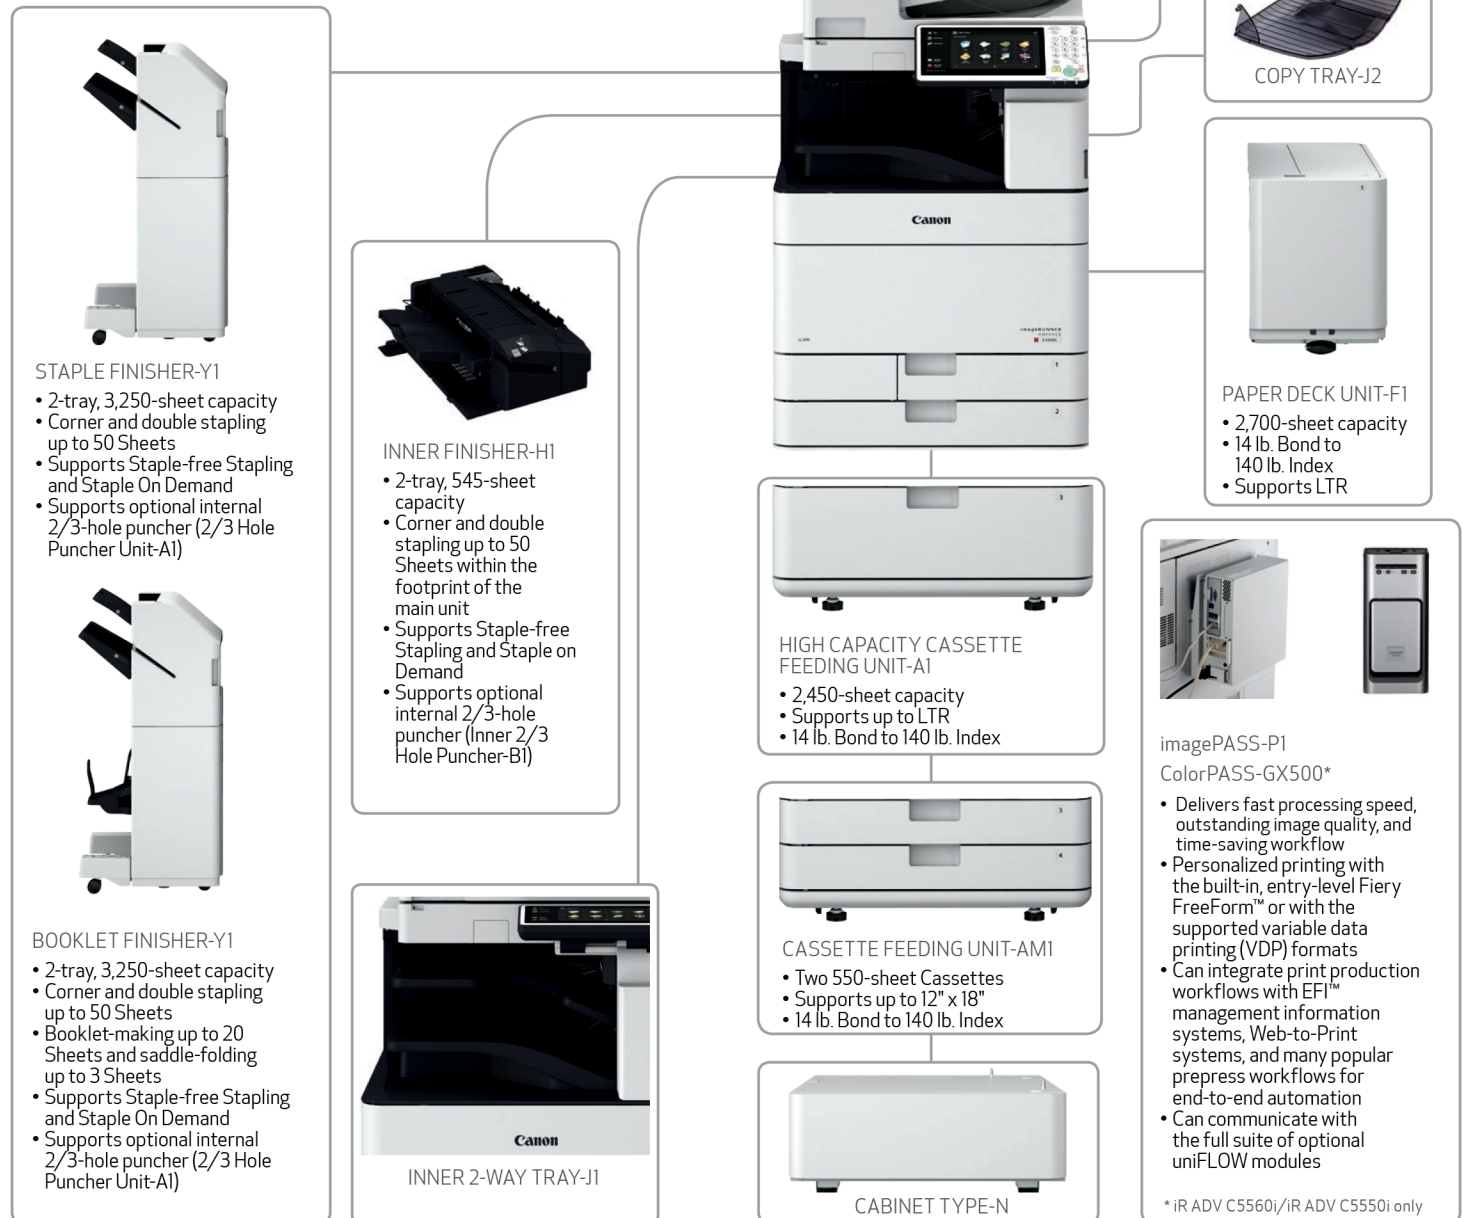 COPY TRAY-J2
Canon
imageRUNNER
ADVANCE
1
2
STAPLE FINISHER-Y1
• 2-tray, 3,250-sheet capacity
• Corner and double stapling
up to 50 Sheets
• Supports Staple-free Stapling
and Staple On Demand
• Supports optional internal
2/3-hole puncher (2/3 Hole
Puncher Unit-A1)
BOOKLET FINISHER-Y1
• 2-tray, 3,250-sheet capacity
• Corner and double stapling
up to 50 Sheets
• Booklet-making up to 20
Sheets and saddle-folding
up to 3 Sheets
• Supports Staple-free Stapling
and Staple On Demand
• Supports optional internal
2/3-hole puncher (2/3 Hole
Puncher Unit-A1)
INNER FINISHER-H1
• 2-tray, 545-sheet
capacity
• Corner and double
stapling up to 50
Sheets within the
footprint of the
main unit
• Supports Staple-free
Stapling and Staple on
Demand
• Supports optional
internal 2/3-hole
puncher (Inner 2/3
Hole Puncher-B1)
Canon
INNER 2-WAY TRAY-J1
3
HIGH CAPACITY CASSETTE
FEEDING UNIT-A1
• 2,450-sheet capacity
• Supports up to LTR
• 14 lb. Bond to 140 lb. Index
3
4
CASSETTE FEEDING UNIT-AM1
• Two 550-sheet Cassettes
• Supports up to 12" x 18"
• 14 lb. Bond to 140 lb. Index
CABINET TYPE-N
5
PAPER DECK UNIT-F1
• 2,700-sheet capacity
• 14 lb. Bond to
140 lb. Index
• Supports LTR
imagePASS-P1
ColorPASS-GX500*
• Delivers fast processing speed,
outstanding image quality, and
time-saving workflow
• Personalized printing with
the built-in, entry-level Fiery
FreeForm™ or with the
supported variable data
printing (VDP) formats
• Can integrate print production
workflows with EFI™
management information
systems, Web-to-Print
systems, and many popular
prepress workflows for
end-to-end automation
• Can communicate with
the full suite of optional
uniFLOW modules
* iR ADV C5560i/iR ADV C5550i only